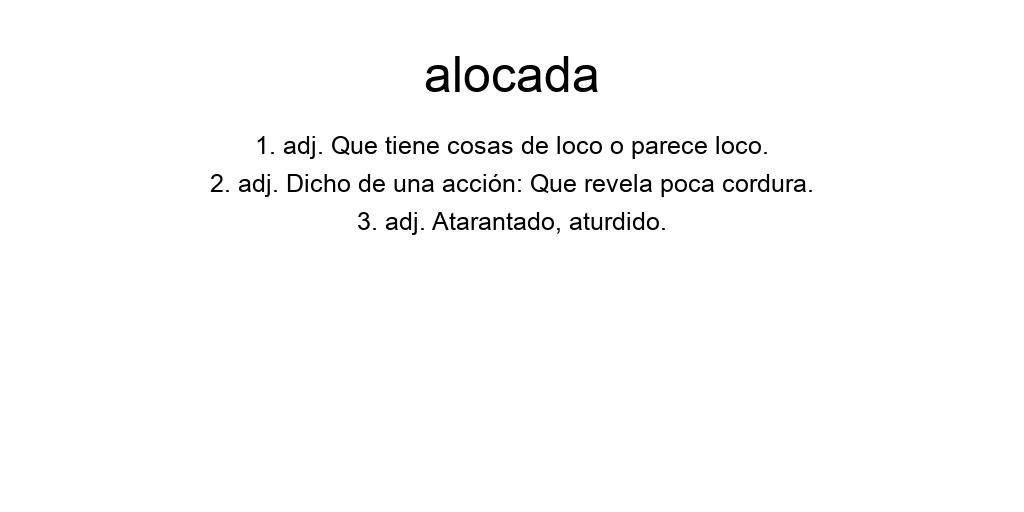 alocada
1. adj. Que tiene cosas de loco o parece loco.
2. adj. Dicho de una acción: Que revela poca cordura.
3. adj. Atarantado, aturdido.